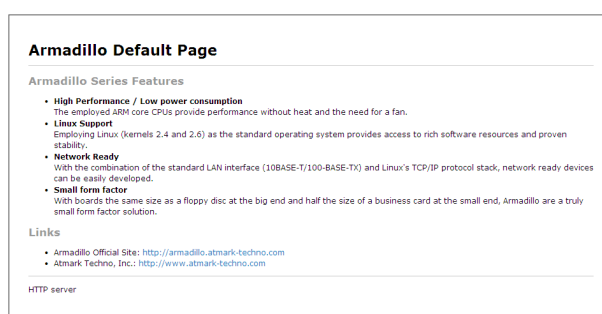 Armadillo Default Page
Armadillo Series Features
High Performance / Low power consumption
The employed ARM core CPUs provide performance without heat and the need for a fan.
Linux Support
Employing Linux (kernels 2.4 and 2.6) as the standard operating system provides access to rich software resources and proven
stability.
Network Ready
With the combination of the standard LAN interface (10BASE-T/100-BASE-TX) and Linux's TCP/IP protocol stack, network ready devices
can be easily developed.
Small form factor
With boards the same size as a floppy disc at the big end and half the size of a business card at the small end, Armadillo are a truly
small form factor solution.
Links
Armadillo Official Site: http://armadillo.atmark-techno.com
Atmark Techno, Inc.: http://www.atmark-techno.com
HTTP server